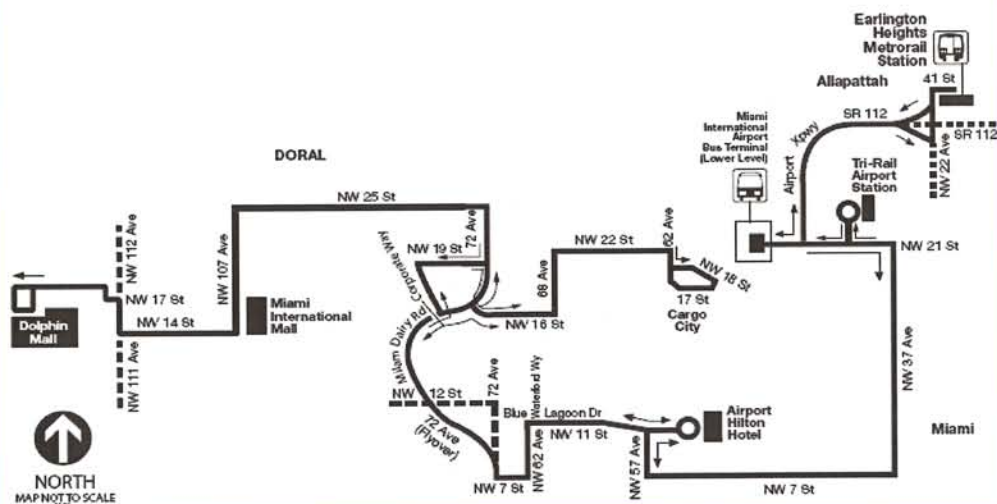 Earlington
Heights
Metrorail
Station
Allapattah
41 St
SR 112
SR 112
NW 22 Ave
Miami
International
Airport
Bus Terminal
(Lower Level)
Airport
Xpwy
Tri-Rail
Airport
Station
NW 21 St
DORAL
NW 25 St
72 Ave
NW 19 St
Corporate Way
NW 22 St
62 Ave
NW 18 St
17 St
Cargo
City
68 Ave
NW 16 St
NW 112 Ave
NW 107 Ave
NW 17 St
NW 14 St
Dolphin
Mall
NW 111 Ave
Miami
International
Mall
Milam Dairy Rd
NW 12 St
72 Ave
72 Ave
(Flyover)
Waterford Wy
NW 62 Ave
Blue Lagoon Dr
NW 11 St
NW 7 St
Airport
Hilton
Hotel
NW 57 Ave
NW 37 Ave
Miami
NW 7 St
NORTH
MAP NOT TO SCALE